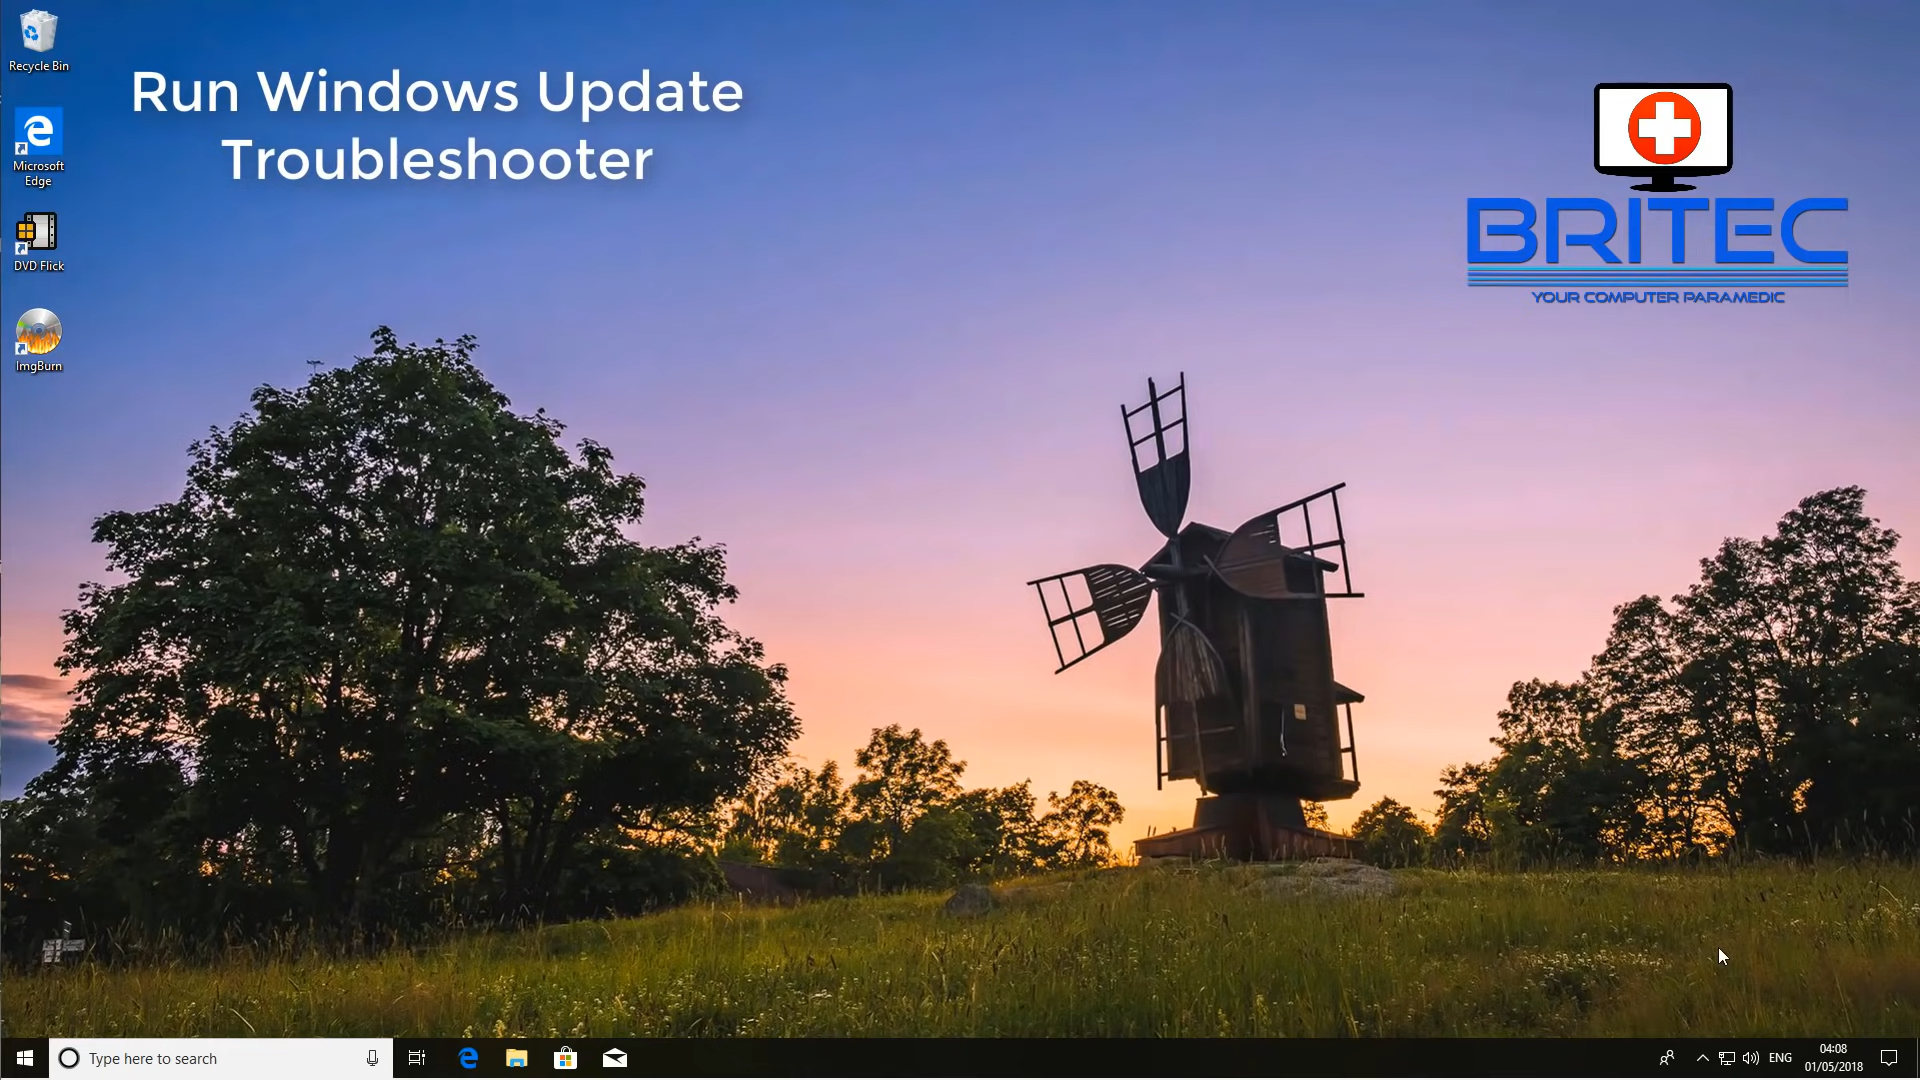 Recycle Bin
Run Windows Update
Troubleshooter
BRITEC
YOUR COMPUTER PARAMEDIC
Microsoft
Edge
DVD Flick
ImgBurn
Type here to search
ENG
04:08
01/05/2018